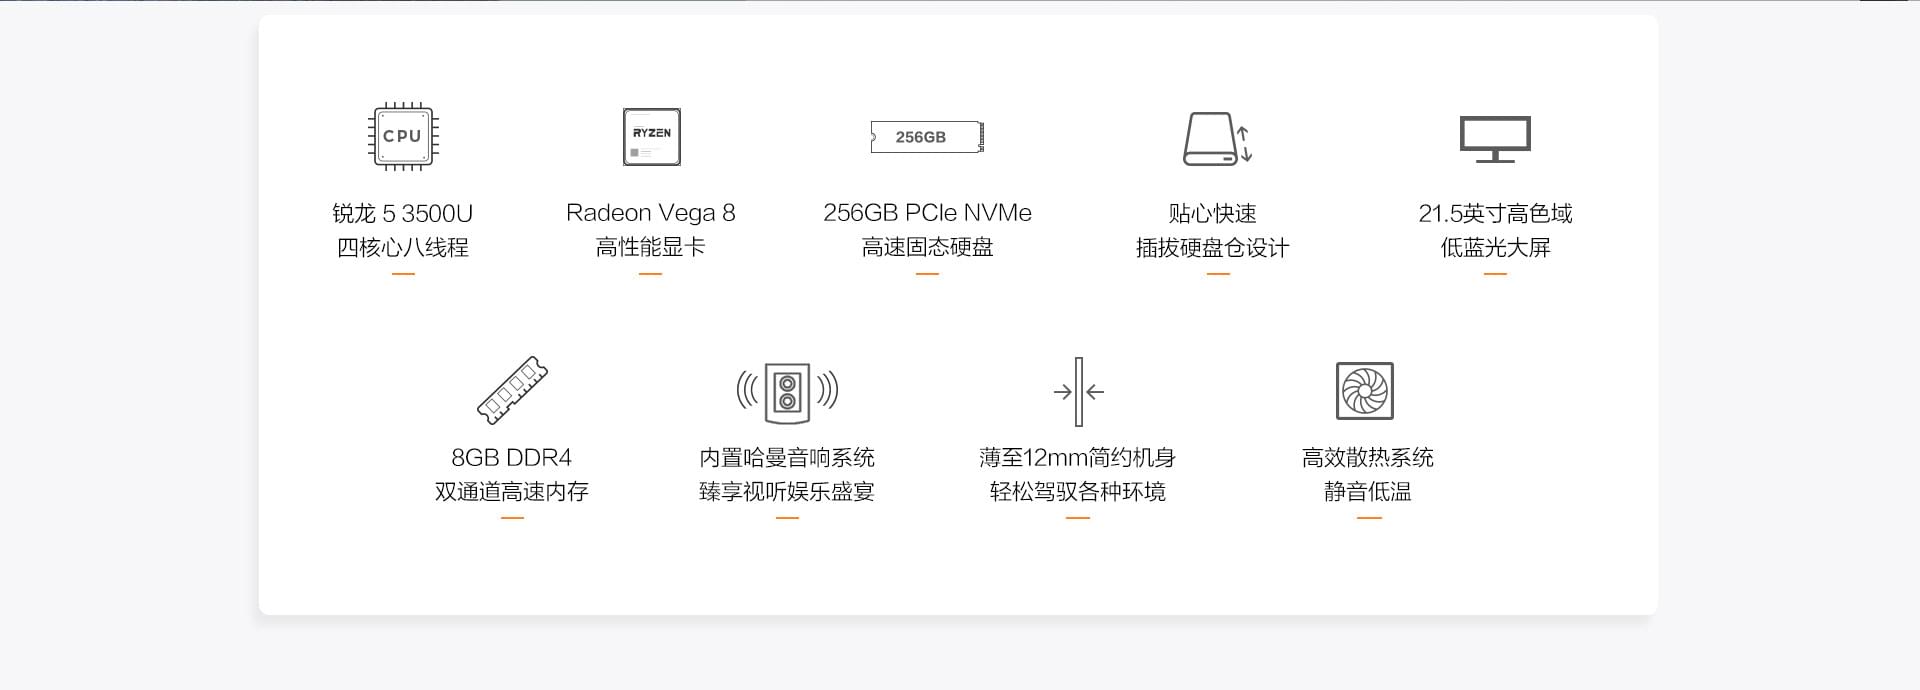 CPU
锐龙 5 3500U
四核心八线程
RYZEN
Radeon Vega 8
高性能显卡
256GB
256GB PCIe NVMe
高速固态硬盘
贴心快速
插拔硬盘仓设计
21.5英寸高色域
低蓝光大屏
8GB DDR4
双通道高速内存
内置哈曼音响系统
臻享视听娱乐盛宴
薄至12mm简约机身
轻松驾驭各种环境
高效散热系统
静音低温